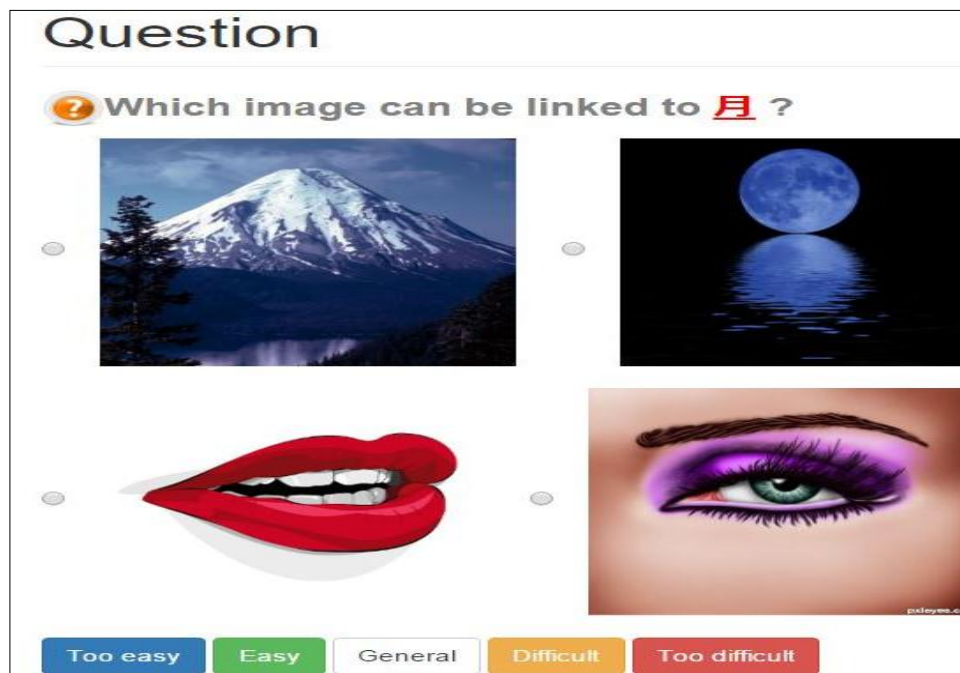 Question
Which image can be linked to 月 ?
Too easy Easy General Difficult Too difficult